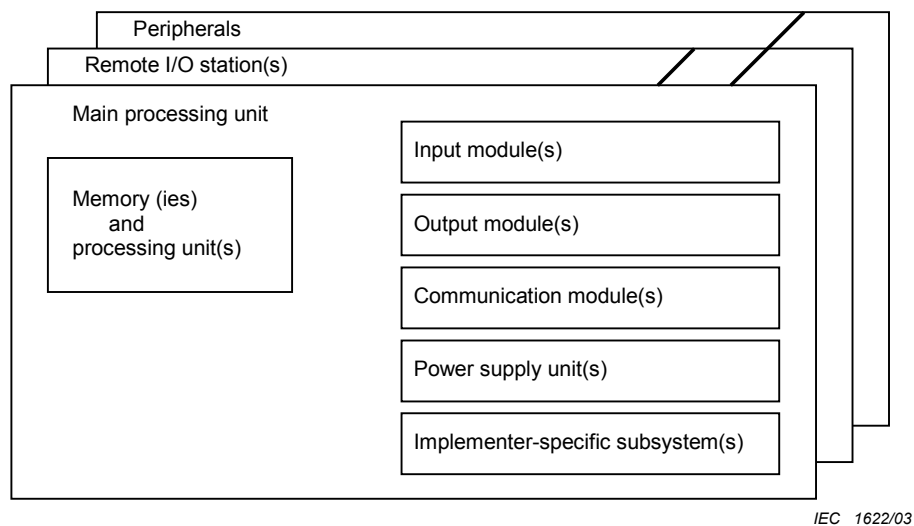 Peripherals
Remote I/O station(s)
Main processing unit
Memory (ies)
and
processing unit(s)
Input module(s)
Output module(s)
Communication module(s)
Power supply unit(s)
Implementer-specific subsystem(s)
IEC 1622/03